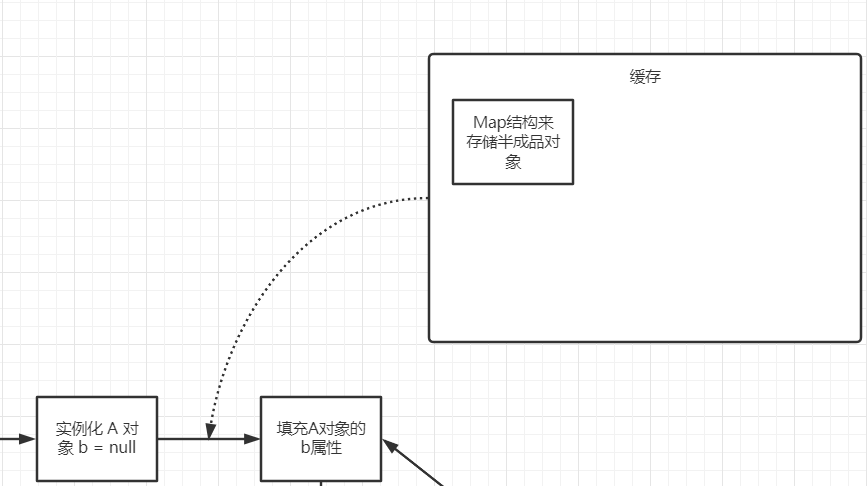 缓存
Map结构来
存储半成品对
象
实例化 A 对
象 b = null
填充A对象的
b属性